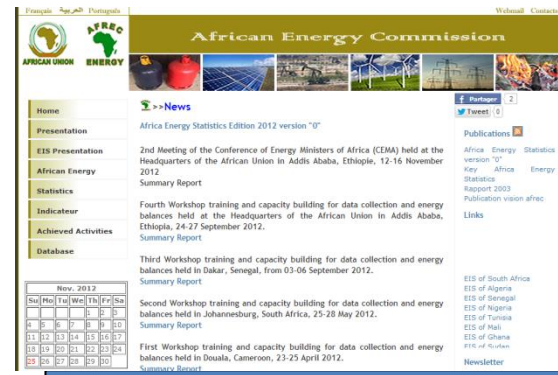 Français العربية Português
Webmail Contacts
AFREC
AFRICAN UNION ENERGY
African Energy Commission
Home
Presentation
EIS Presentation
African Energy
Statistics
Indicateur
Achieved Activities
Database
Nov. 2012
Su Mo Tu We Th Fr Sa
1 2 3
4 5 6 7 8 9 10
11 12 13 14 15 16 17
18 19 20 21 22 23 24
25 26 27 28 29 30
>>News
Africa Energy Statistics Edition 2012 version "0"
2nd Meeting of the Conference of Energy Ministers of Africa (CEMA) held at the
Headquarters of the African Union in Addis Ababa, Ethiopie, 12-16 November
2012
Summary Report
Fourth Workshop training and capacity building for data collection and energy
balances held at the Headquarters of the African Union in Addis Ababa,
Ethiopia, 24-27 September 2012.
Summary Report
Third Workshop training and capacity building for data collection and energy
balances held in Dakar, Senegal, from 03-06 September 2012.
Summary Report
Second Workshop training and capacity building for data collection and energy
balances held in Johannesburg, South Africa, 25-28 May 2012.
Summary Report
First Workshop training and capacity building for data collection and energy
balances held in Douala, Cameroon, 23-25 April 2012.
Summary Report
Partager 2
Tweet 0
Publications
Africa Energy Statistics
version "0"
Key Africa Energy
Statistics
Rapport 2003
Publication vision afrec
Links
EIS of South Africa
EIS of Algeria
EIS of Senegal
EIS of Nigeria
EIS of Tunisia
EIS of Mali
EIS of Ghana
EIS of Sudan
Newsletter